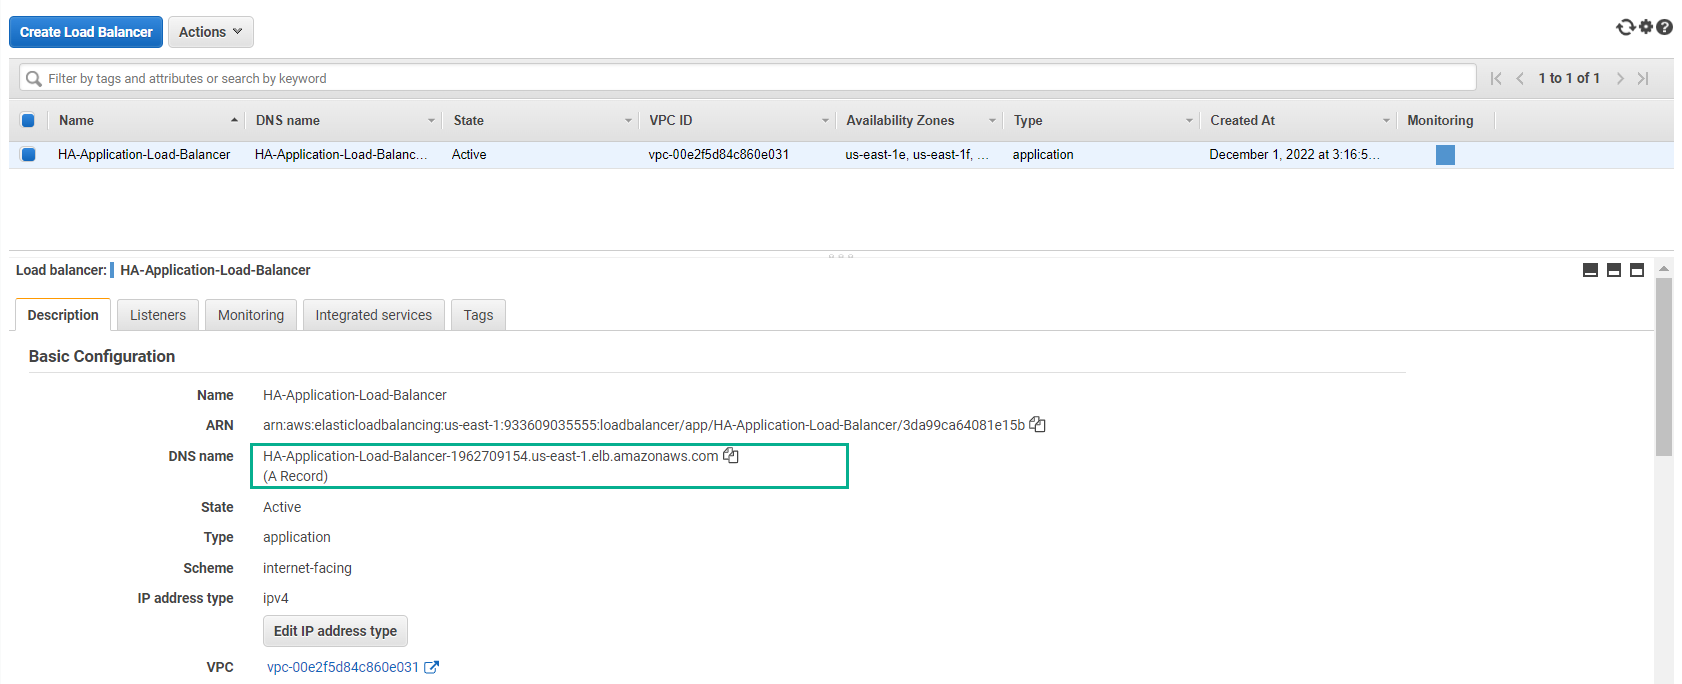 Create Load Balancer Actions
Filter by tags and attributes or search by keyword 1 to 1 of 1
Name DNS name State VPC ID Availability Zones Type Created At Monitoring
HA-Application-Load-Balancer HA-Application-Load-Balanc... Active vpc-00e2f5d84c860e031 us-east-1e, us-east-1f, ... application December 1, 2022 at 3:16:5...
Load balancer: HA-Application-Load-Balancer
Description Listeners Monitoring Integrated services Tags
Basic Configuration
Name HA-Application-Load-Balancer
ARN arn:aws:elasticloadbalancing:us-east-1:933609035555:loadbalancer/app/HA-Application-Load-Balancer/3da99ca64081e15b
DNS name HA-Application-Load-Balancer-1962709154.us-east-1.elb.amazonaws.com
(A Record)
State Active
Type application
Scheme internet-facing
IP address type ipv4
Edit IP address type
VPC vpc-00e2f5d84c860e031